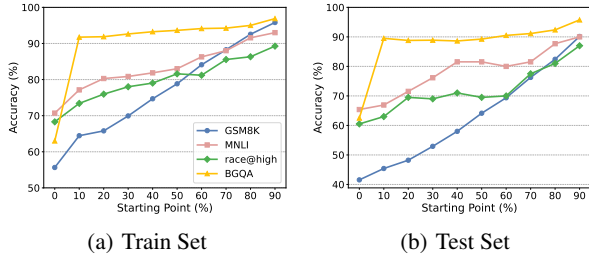 100
90
80
70
60
50
Accuracy (%)
0 10 20 30 40 50 60 70 80 90
Starting Point (%)
GSM8K
MNLI
race@high
BGQA
(a) Train Set
100
90
80
70
60
50
40
Accuracy (%)
0 10 20 30 40 50 60 70 80 90
Starting Point (%)
(b) Test Set